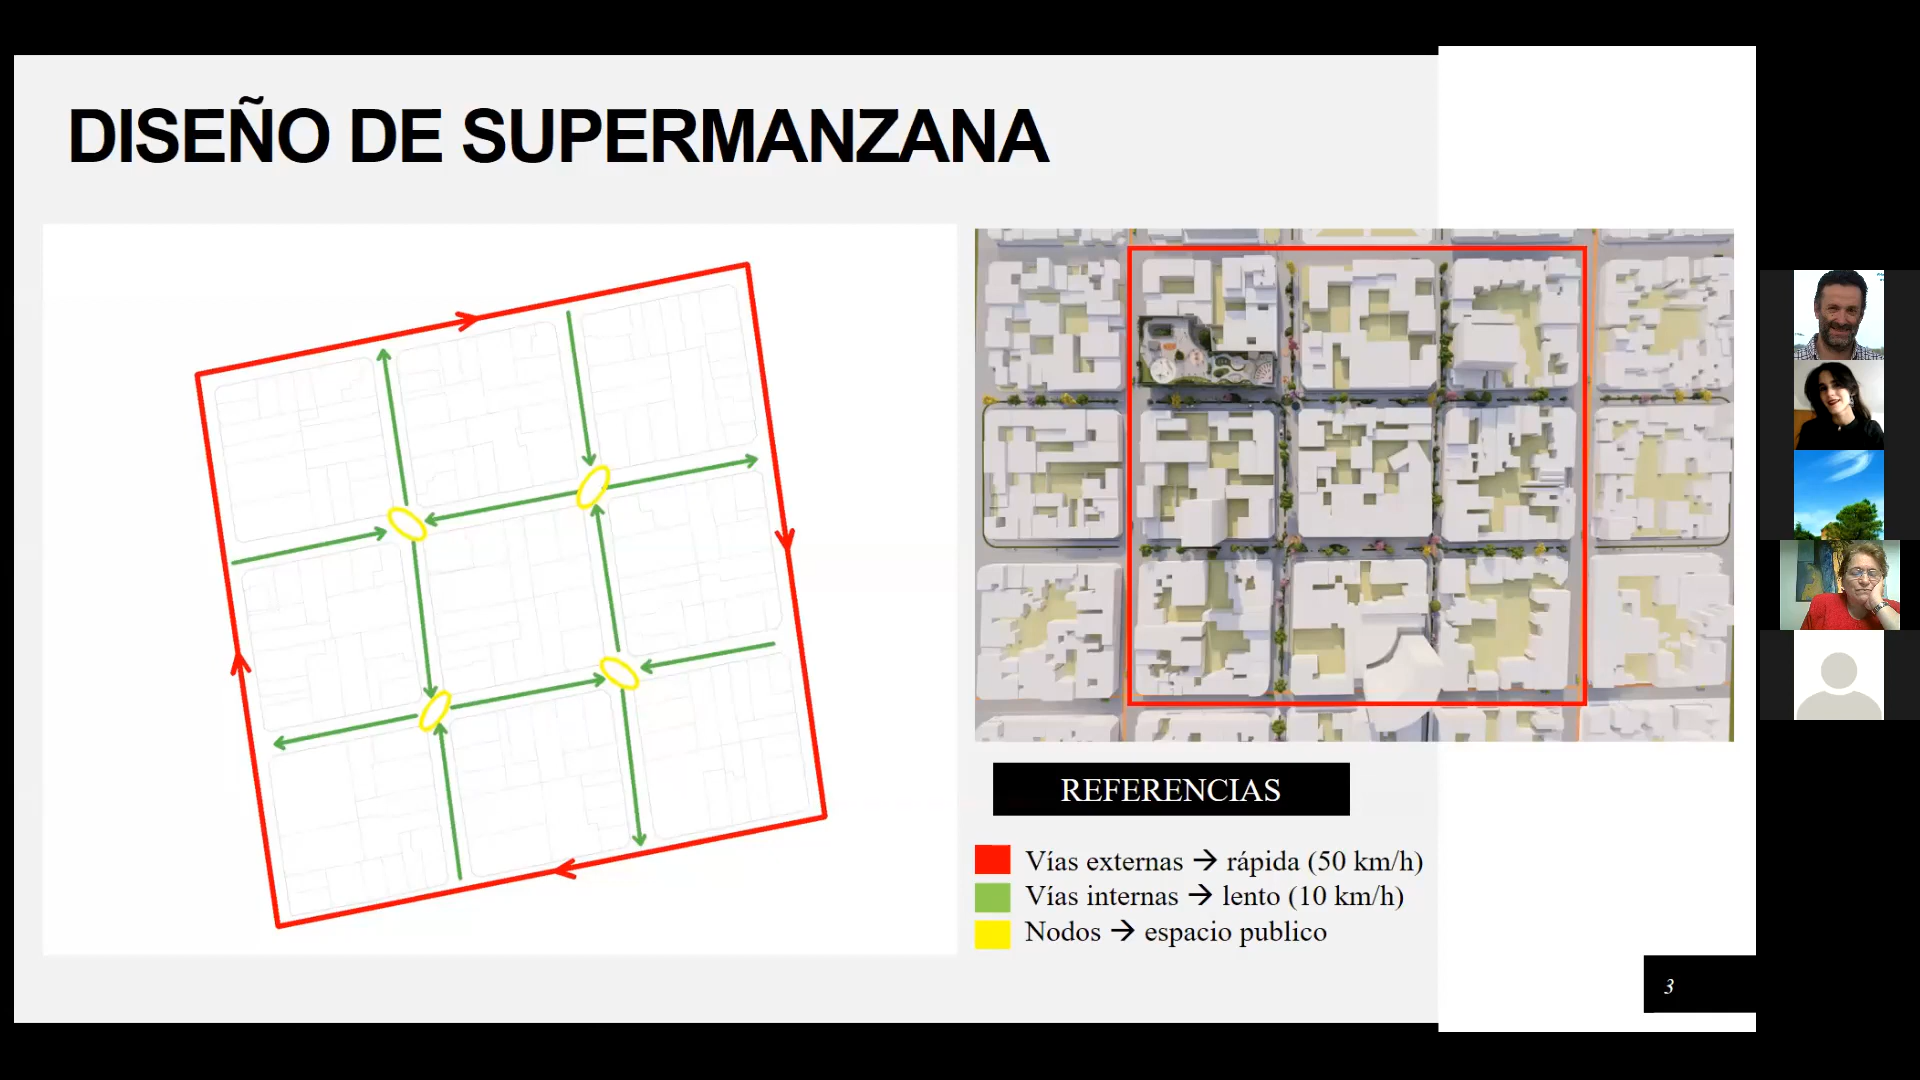 DISEÑO DE SUPERMANZANA
REFERENCIAS
Vías externas → rápida (50 km/h)
Vías internas → lento (10 km/h)
Nodos → espacio publico
3